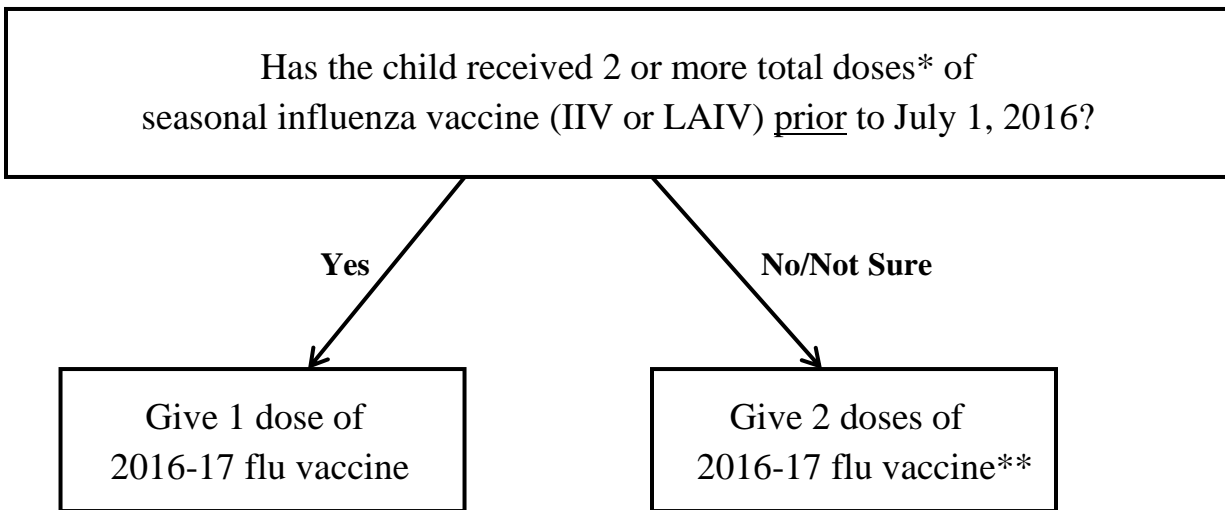 Has the child received 2 or more total doses* of
seasonal influenza vaccine (IIV or LAIV) prior to July 1, 2016?
Yes
No/Not Sure
Give 1 dose of
2016-17 flu vaccine
Give 2 doses of
2016-17 flu vaccine**